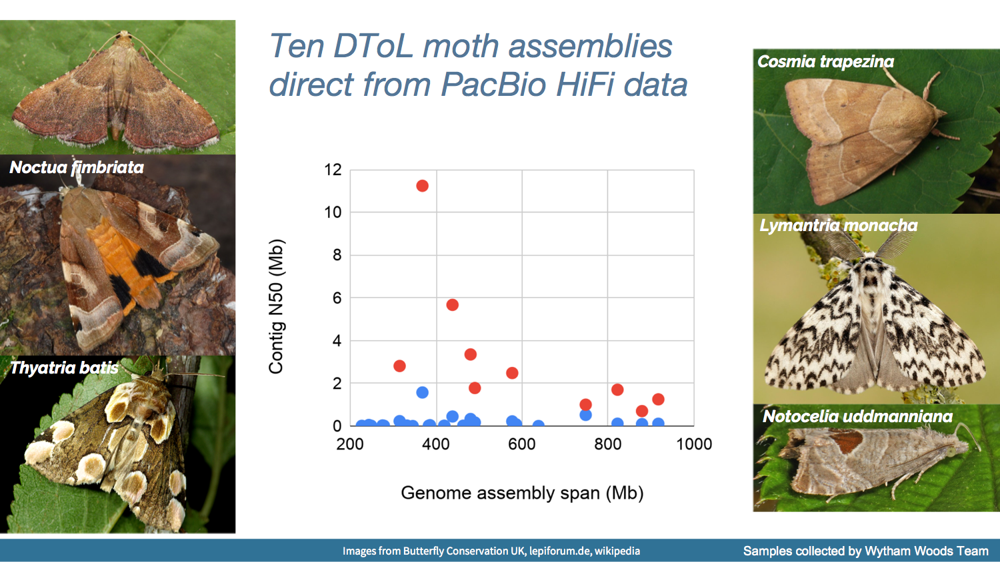 Ten DToL moth assemblies
direct from PacBio HiFi data
Noctua fimbriata
Thyatria batis
Contig N50 (Mb)
12
10
8
6
4
2
0
200 400 600 800 1000
Genome assembly span (Mb)
Cosmia trapezina
Lymantria monacha
Notocelia uddmanniana
Images from Butterfly Conservation UK, lepiforum.de, wikipedia
Samples collected by Wytham Woods Team